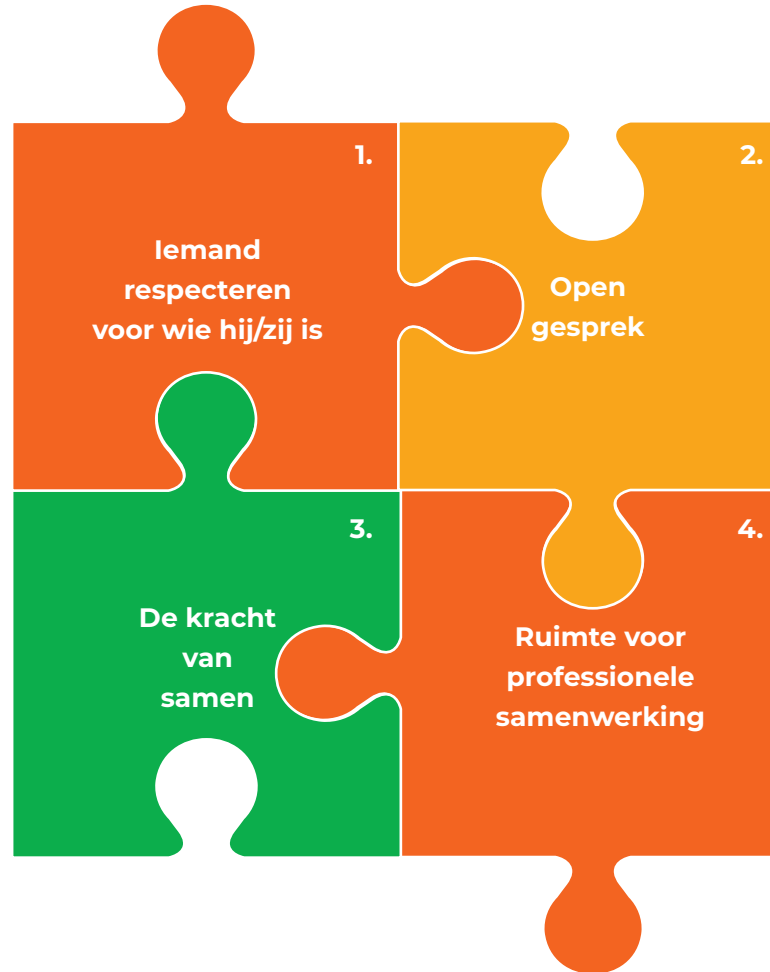 1.
Iemand
respecteren
voor wie hij/zij is
2.
Open
gesprek
3.
De kracht
van
samen
4.
Ruimte voor
professionele
samenwerking